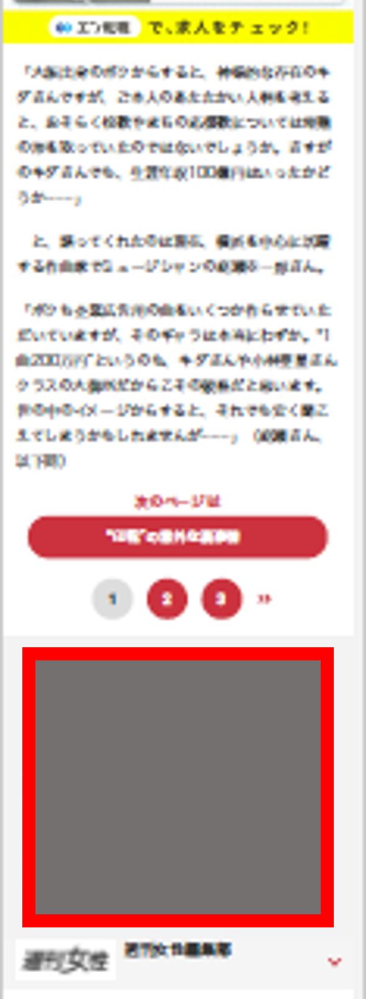 エン転職 で、求人をチェック!
「大阪出身のボクからすると、神様的な存在のキ
ダさんですが、ご本人のあたたかい人柄を考える
と、おそらく校歌やまちの応援歌については
のを取っていたのではないでしょうか。さすが
のキダさんでも、生涯年収100億円はいったかど
うか――」
と、語ってくれたのは現在、横浜を中心に活躍
する作曲家でミュージシャンの さん。
「ボクも企業広告用の曲をいくつか作らせていた
だいていますが、そのギャラは本当にわずか。"1
曲200万円"というのも、キダさんや小林亜星さん
クラスの大御所だからこその だと思います。
世の中のイメージからすると、それでも安く聞こ
えてしまうかもしれませんが――」( さん、
以下同)
次のページは
の意外な
1 2 3 »
週刊女性 週刊女性編集部